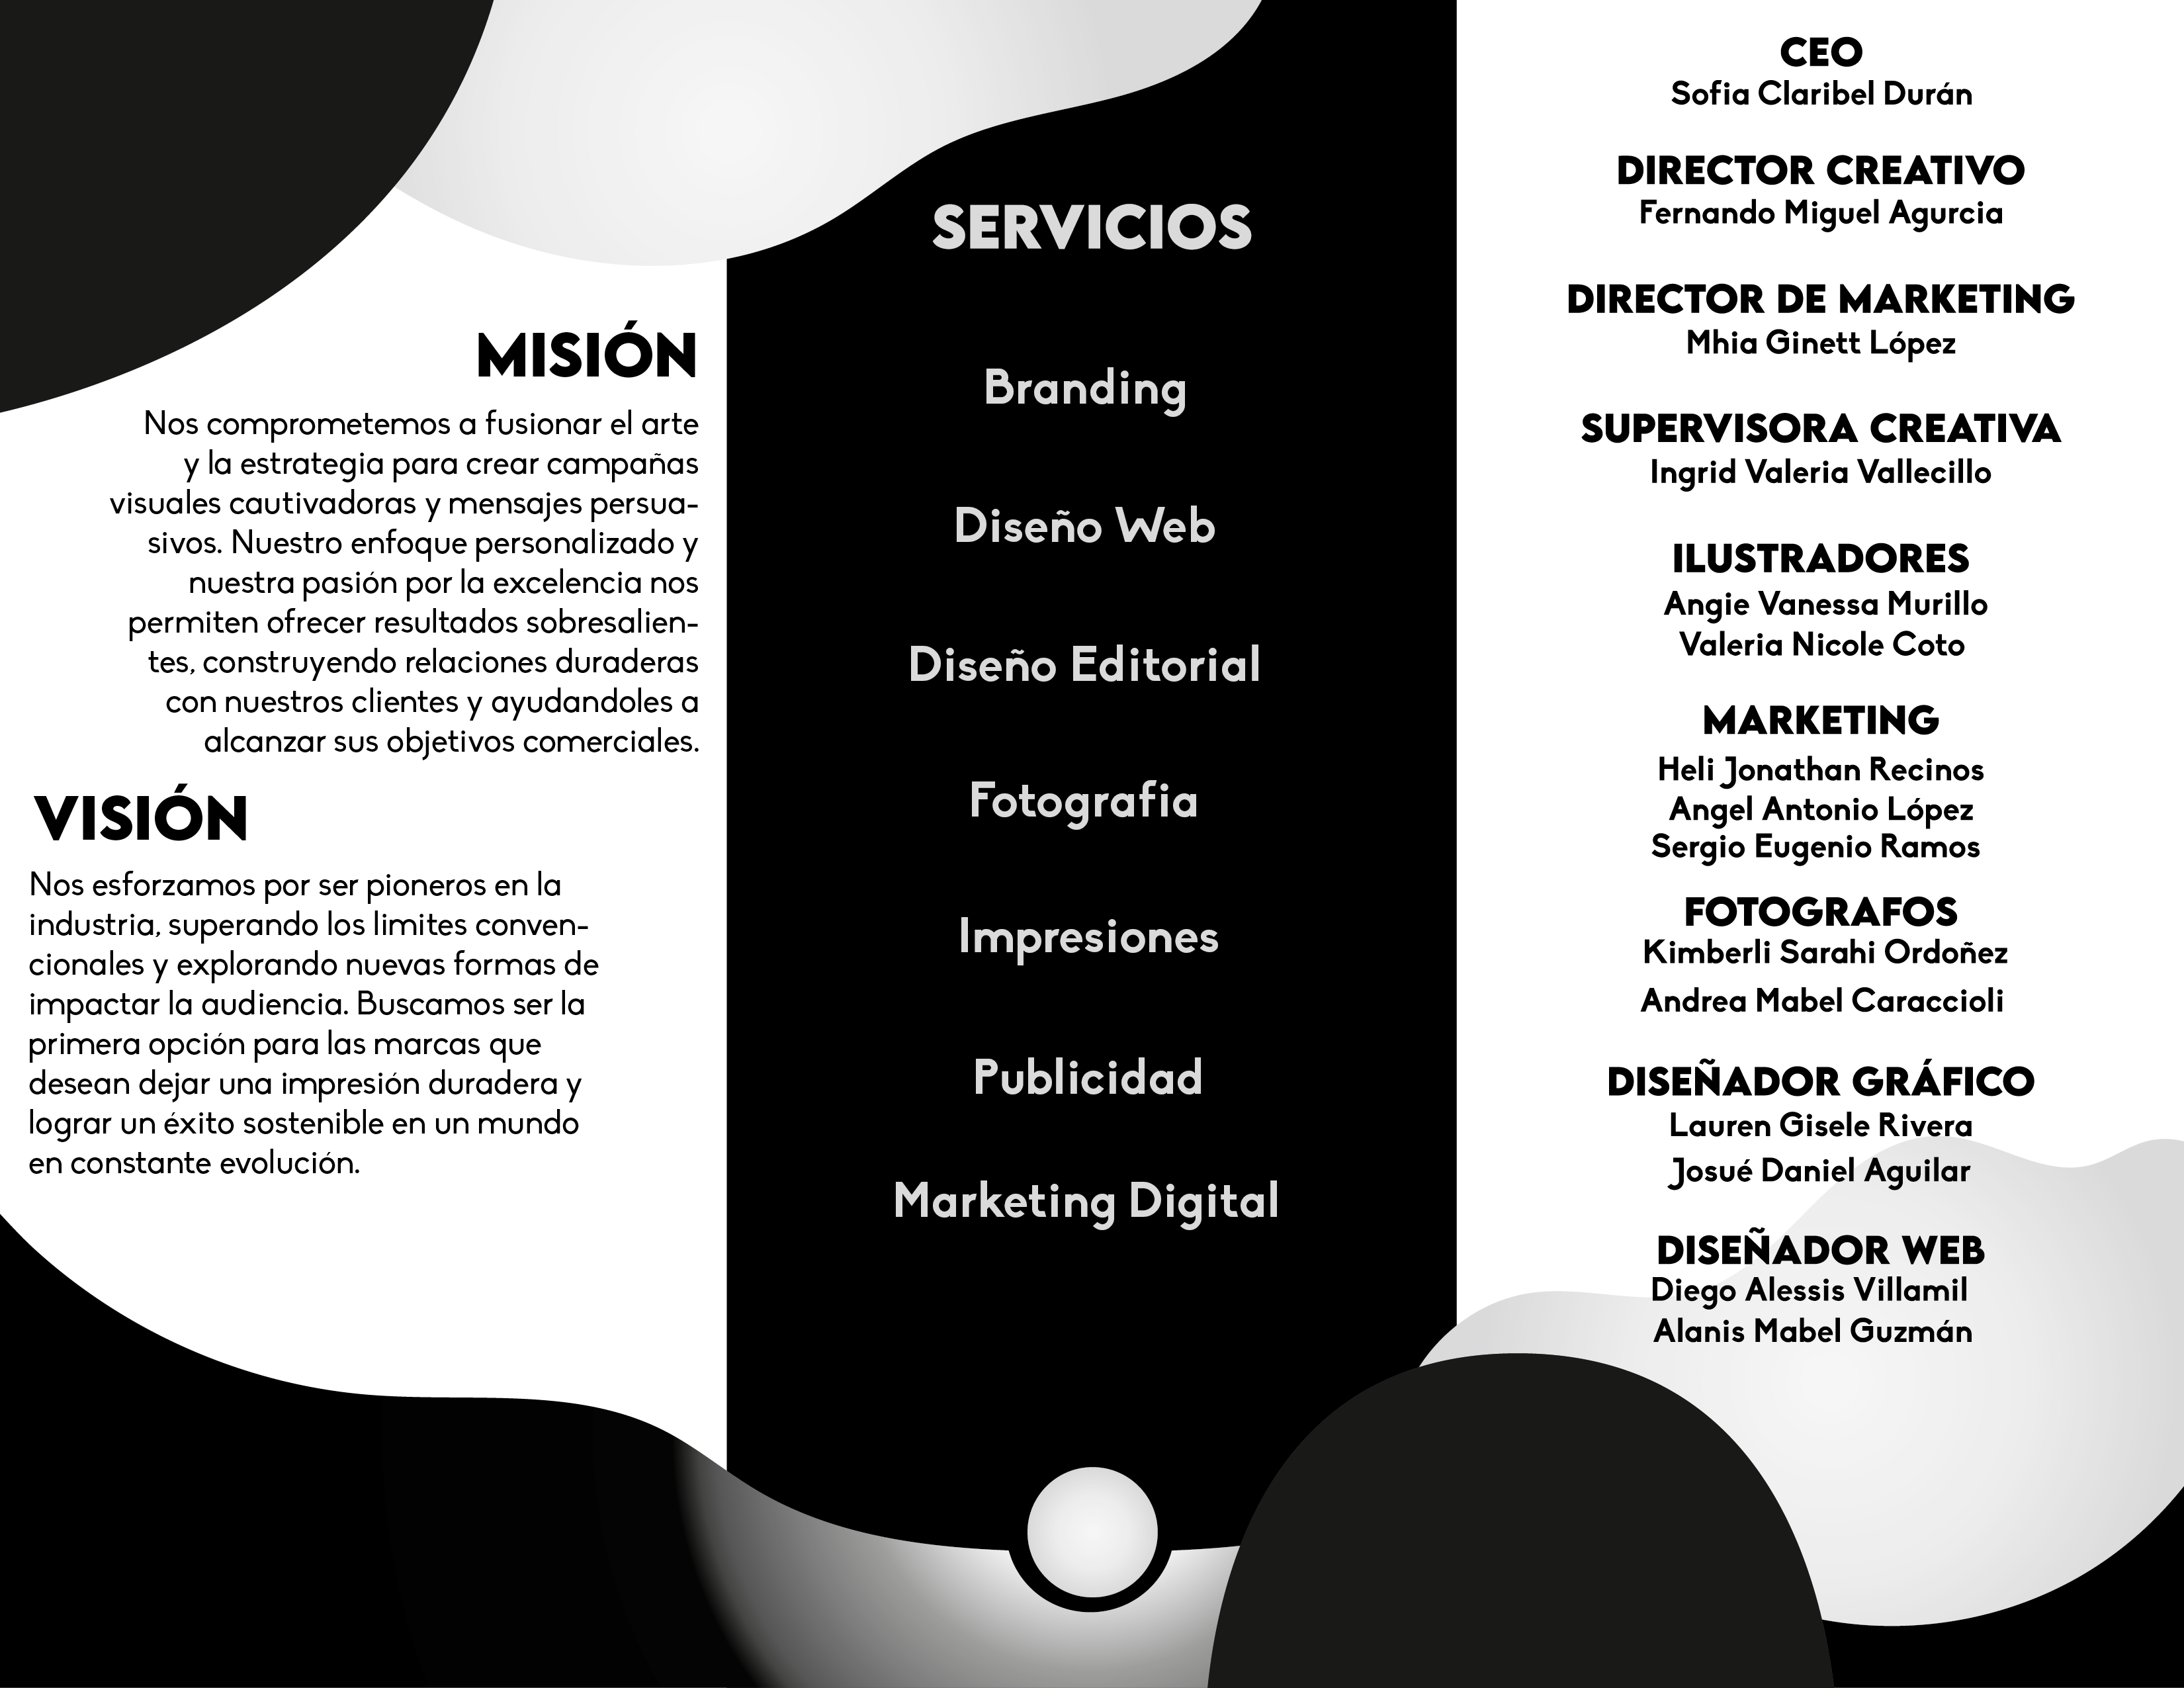 MISIÓN
Nos comprometemos a fusionar el arte
y la estrategia para crear campañas
visuales cautivadoras y mensajes persua-
sivos. Nuestro enfoque personalizado y
nuestra pasión por la excelencia nos
permiten ofrecer resultados sobresalien-
tes, construyendo relaciones duraderas
con nuestros clientes y ayudandoles a
alcanzar sus objetivos comerciales.
VISIÓN
Nos esforzamos por ser pioneros en la
industria, superando los limites conven-
cionales y explorando nuevas formas de
impactar la audiencia. Buscamos ser la
primera opción para las marcas que
desean dejar una impresión duradera y
lograr un éxito sostenible en un mundo
en constante evolución.
SERVICIOS
Branding
Diseño Web
Diseño Editorial
Fotografia
Impresiones
Publicidad
Marketing Digital
CEO
Sofia Claribel Durán
DIRECTOR CREATIVO
Fernando Miguel Agurcia
DIRECTOR DE MARKETING
Mhia Ginett López
SUPERVISORA CREATIVA
Ingrid Valeria Vallecillo
ILUSTRADORES
Angie Vanessa Murillo
Valeria Nicole Coto
MARKETING
Heli Jonathan Recinos
Angel Antonio López
Sergio Eugenio Ramos
FOTOGRAFOS
Kimberli Sarahi Ordoñez
Andrea Mabel Caraccioli
DISEÑADOR GRÁFICO
Lauren Gisele Rivera
Josué Daniel Aguilar
DISEÑADOR WEB
Diego Alessis Villamil
Alanis Mabel Guzmán